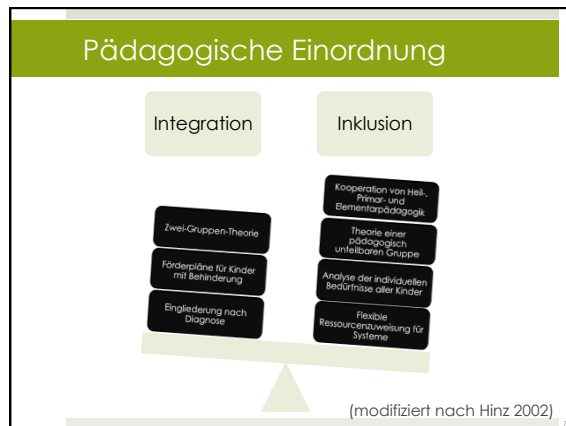 Pädagogische Einordnung
Integration
Inklusion
Zwei-Gruppen-Theorie
Förderpläne für Kinder
mit Behinderung
Eingliederung nach
Diagnose
Kooperation von Heil-,
Primar- und
Elementarpädagogik
Theorie einer
pädagogisch
unteilbaren Gruppe
Analyse der individuellen
Bedürfnisse aller Kinder
Flexible
Ressourcenzuweisung für
Systeme
(modifiziert nach Hinz 2002)
7